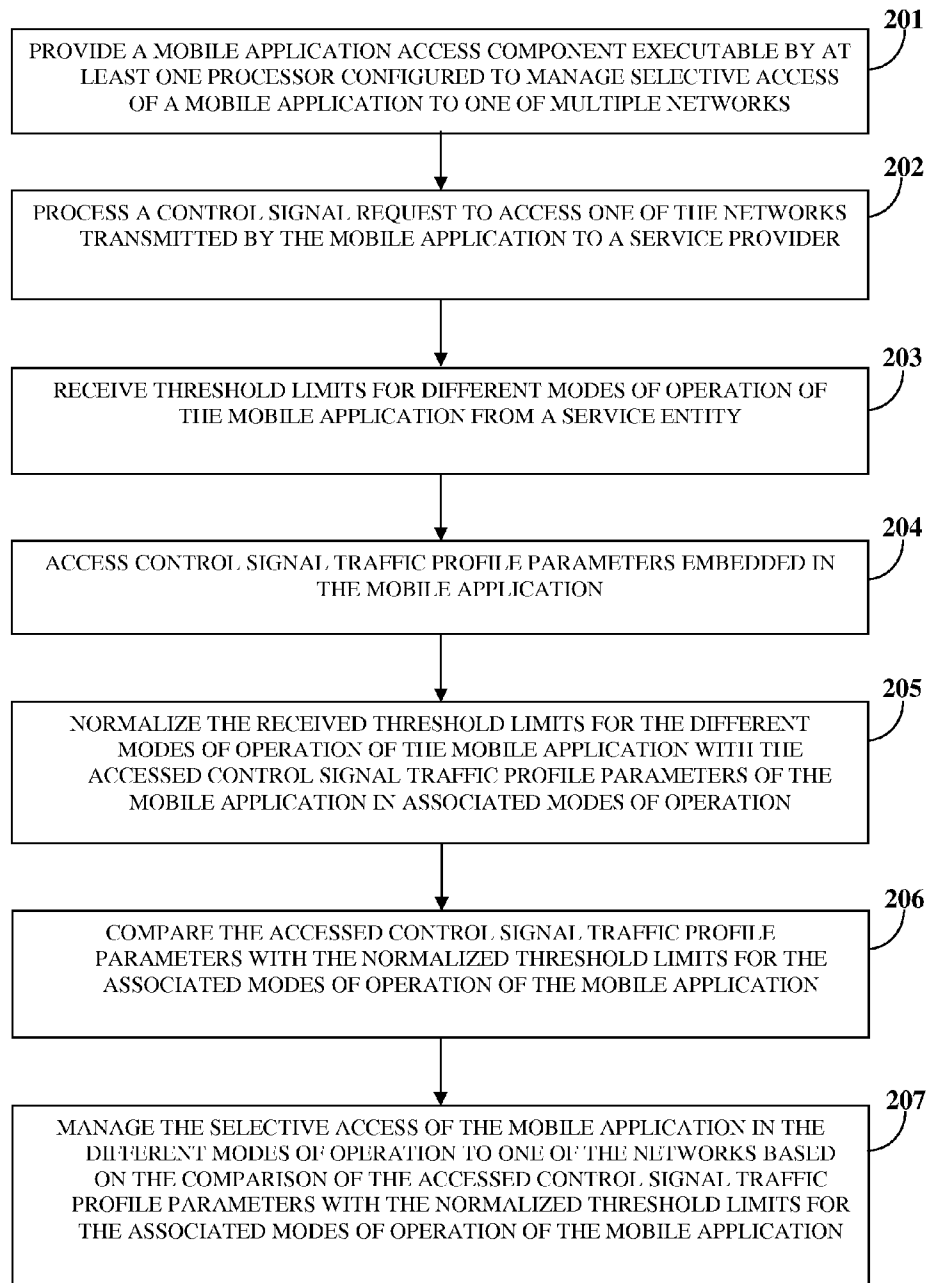 201
PROVIDE A MOBILE APPLICATION ACCESS COMPONENT EXECUTABLE BY AT
LEAST ONE PROCESSOR CONFIGURED TO MANAGE SELECTIVE ACCESS
OF A MOBILE APPLICATION TO ONE OF MULTIPLE NETWORKS
202
PROCESS A CONTROL SIGNAL REQUEST TO ACCESS ONE OF THE NETWORKS
TRANSMITTED BY THE MOBILE APPLICATION TO A SERVICE PROVIDER
203
RECEIVE THRESHOLD LIMITS FOR DIFFERENT MODES OF OPERATION OF
THE MOBILE APPLICATION FROM A SERVICE ENTITY
204
ACCESS CONTROL SIGNAL TRAFFIC PROFILE PARAMETERS EMBEDDED IN
THE MOBILE APPLICATION
205
NORMALIZE THE RECEIVED THRESHOLD LIMITS FOR THE DIFFERENT
MODES OF OPERATION OF THE MOBILE APPLICATION WITH THE
ACCESSED CONTROL SIGNAL TRAFFIC PROFILE PARAMETERS OF THE
MOBILE APPLICATION IN ASSOCIATED MODES OF OPERATION
206
COMPARE THE ACCESSED CONTROL SIGNAL TRAFFIC PROFILE
PARAMETERS WITH THE NORMALIZED THRESHOLD LIMITS FOR THE
ASSOCIATED MODES OF OPERATION OF THE MOBILE APPLICATION
207
MANAGE THE SELECTIVE ACCESS OF THE MOBILE APPLICATION IN THE
DIFFERENT MODES OF OPERATION TO ONE OF THE NETWORKS BASED
ON THE COMPARISON OF THE ACCESSED CONTROL SIGNAL TRAFFIC
PROFILE PARAMETERS WITH THE NORMALIZED THRESHOLD LIMITS FOR
THE ASSOCIATED MODES OF OPERATION OF THE MOBILE APPLICATION